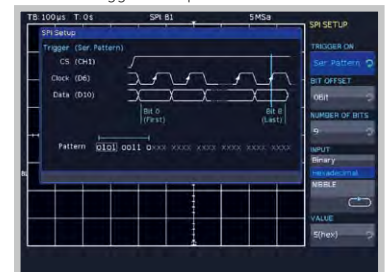 TB: 100µs T: 0s SPI B1 5MSa
SPI Setup
Trigger (Ser. Pattern)
CS (CH1)
Clock (D6)
Data (D10)
Bit 0
(First)
Bit 8
(Last)
Pattern 0101 0011 0xxx xxxx xxxx xxxx xxxx xxxx
SPI SETUP
TRIGGER ON
Ser. Pattern
BIT OFFSET
0Bit
NUMBER OF BITS
9
INPUT
Binary
Hexadecimal
NIBBLE
VALUE
5(hex)